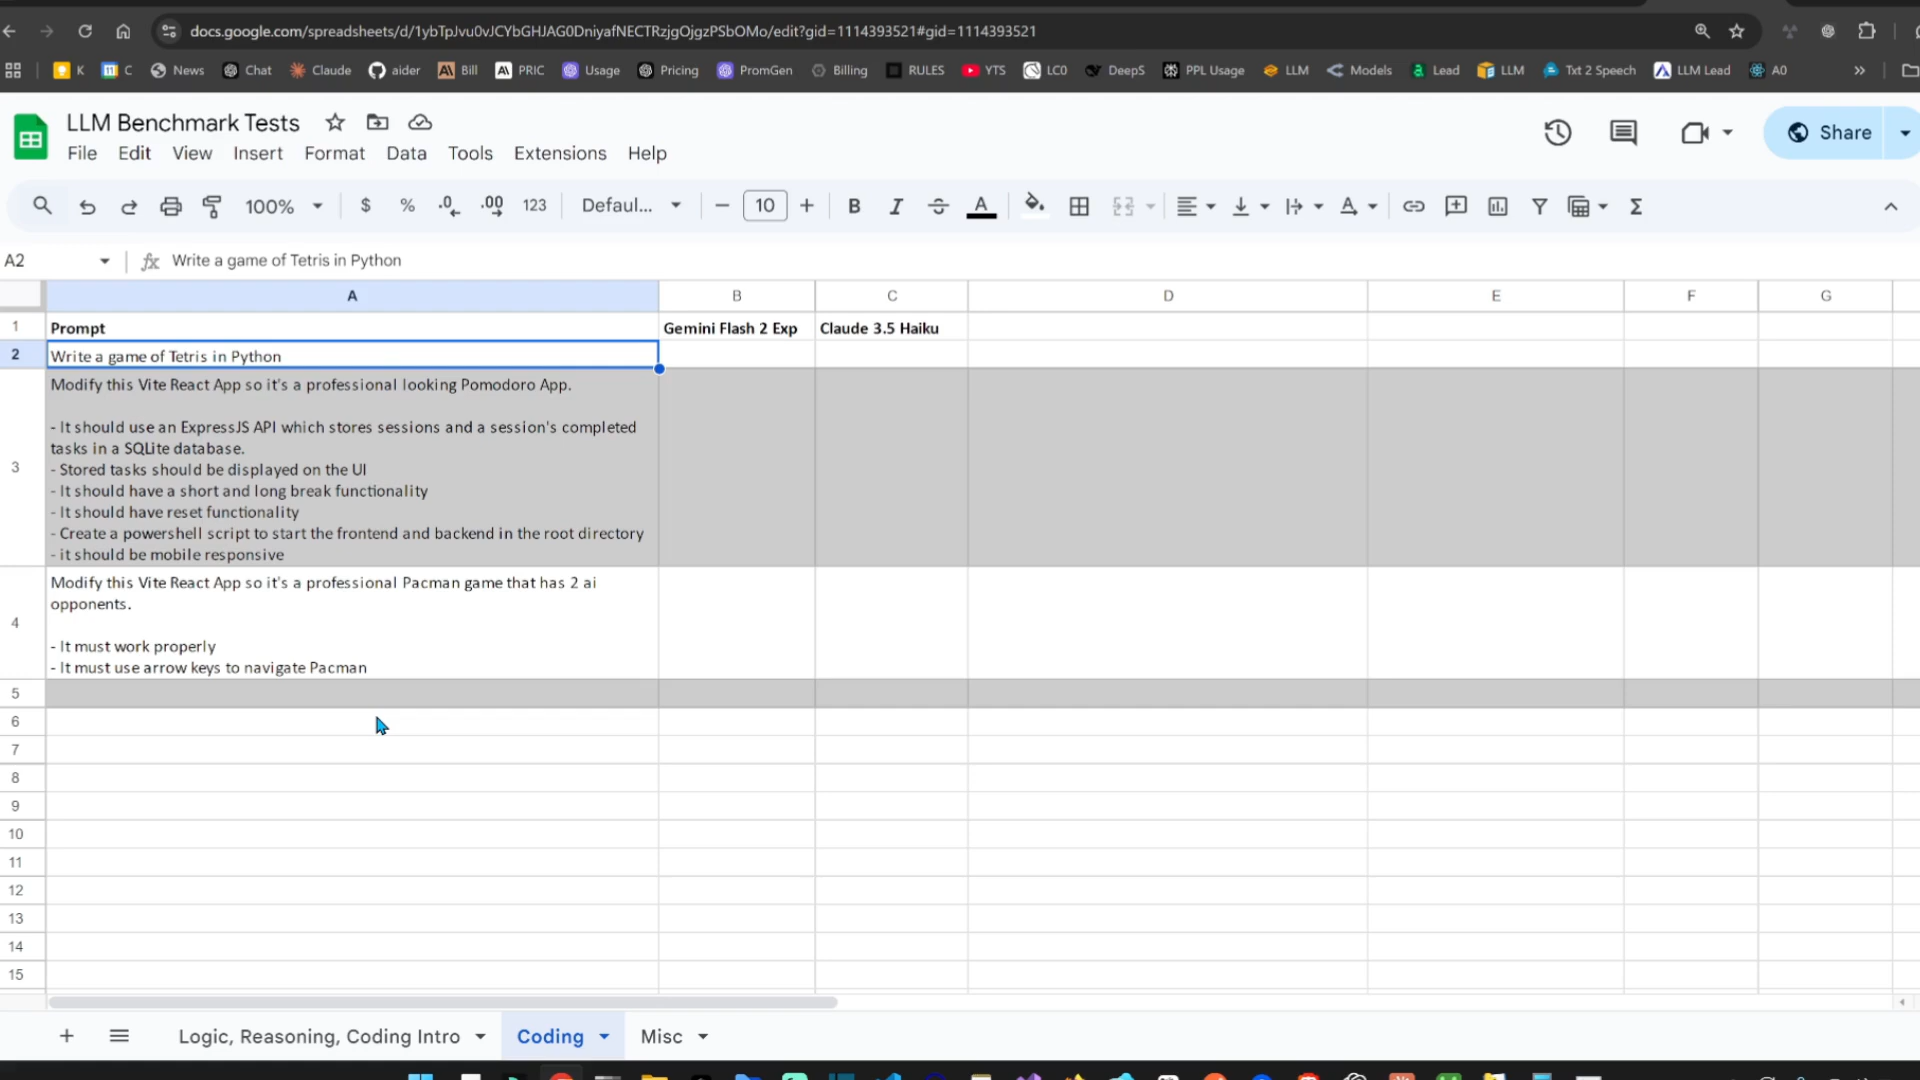 docs.google.com/spreadsheets/d/1ybTpJvu0vJCYbGHJAG0DniyafNECTRzjgOjgzPSbOMo/edit?gid=1114393521#gid=1114393521
K C News Chat Claude aider Bill PRIC Usage Pricing PromGen Billing RULES YTS LC0 DeepS PPL Usage LLM Models Lead LLM Txt 2 Speech LLM Lead A0
LLM Benchmark Tests
Share
File Edit View Insert Format Data Tools Extensions Help
100% $ % .0 .00 123 Defaul... 10 B I A
A2 fx Write a game of Tetris in Python
A B C D E F G
1 Prompt Gemini Flash 2 Exp Claude 3.5 Haiku
2 Write a game of Tetris in Python
3 Modify this Vite React App so it's a professional looking Pomodoro App.
- It should use an ExpressJS API which stores sessions and a session's completed
tasks in a SQLite database.
- Stored tasks should be displayed on the UI
- It should have a short and long break functionality
- It should have reset functionality
- Create a powershell script to start the frontend and backend in the root directory
- it should be mobile responsive
4 Modify this Vite React App so it's a professional Pacman game that has 2 ai
opponents.
- It must work properly
- It must use arrow keys to navigate Pacman
5
6
7
8
9
10
11
12
13
14
15
Logic, Reasoning, Coding Intro Coding Misc